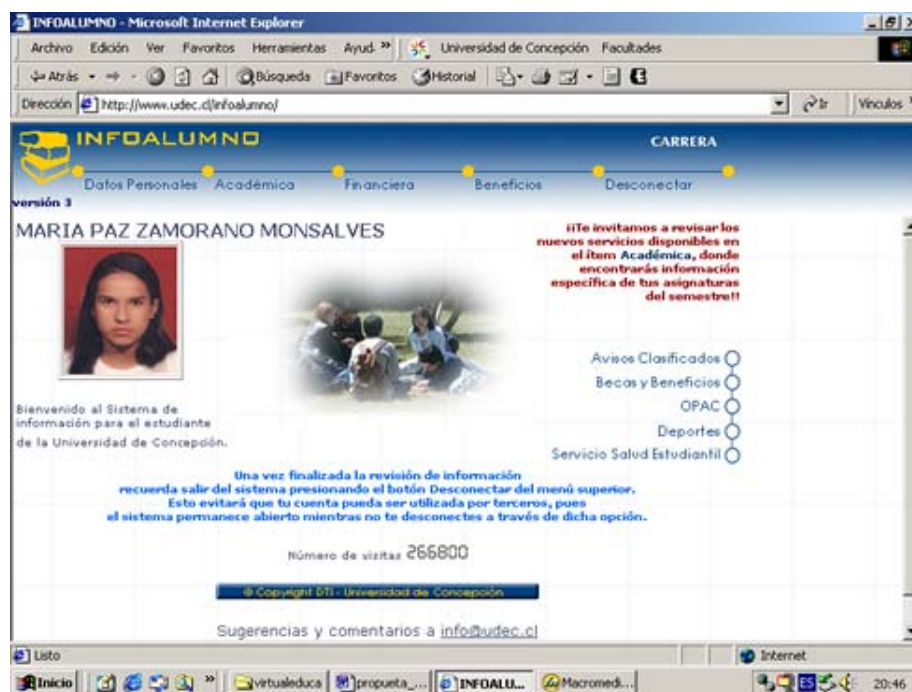 INFOALUMNO - Microsoft Internet Explorer
Archivo Edición Ver Favoritos Herramientas Ayud. » Universidad de Concepción Facultades
Atrás Búsqueda Favoritos Historial
Dirección http://www.udec.cl/infoalumno/ Ir Vínculos
INFOALUMNO
CARRERA
Datos Personales Académica Financiera Beneficios Desconectar
versión 3
MARIA PAZ ZAMORANO MONSALVES
¡¡Te invitamos a revisar los
nuevos servicios disponibles en
el ítem Académica, donde
encontrarás información
específica de tus asignaturas
del semestre!!
Avisos Clasificados
Becas y Beneficios
OPAC
Deportes
Servicio Salud Estudiantil
Bienvenido al Sistema de
información para el estudiante
de la Universidad de Concepción.
Una vez finalizada la revisión de información
recuerda salir del sistema presionando el botón Desconectar del menú superior.
Esto evitará que tu cuenta pueda ser utilizada por terceros, pues
el sistema permanece abierto mientras no te desconectes a través de dicha opción.
Número de visitas 266800
© Copyright DTI - Universidad de Concepción
Sugerencias y comentarios a info@udec.cl
Listo Internet
Inicio » virtualeduca propueta_... INFOALU... Macromedi... ES 20:46